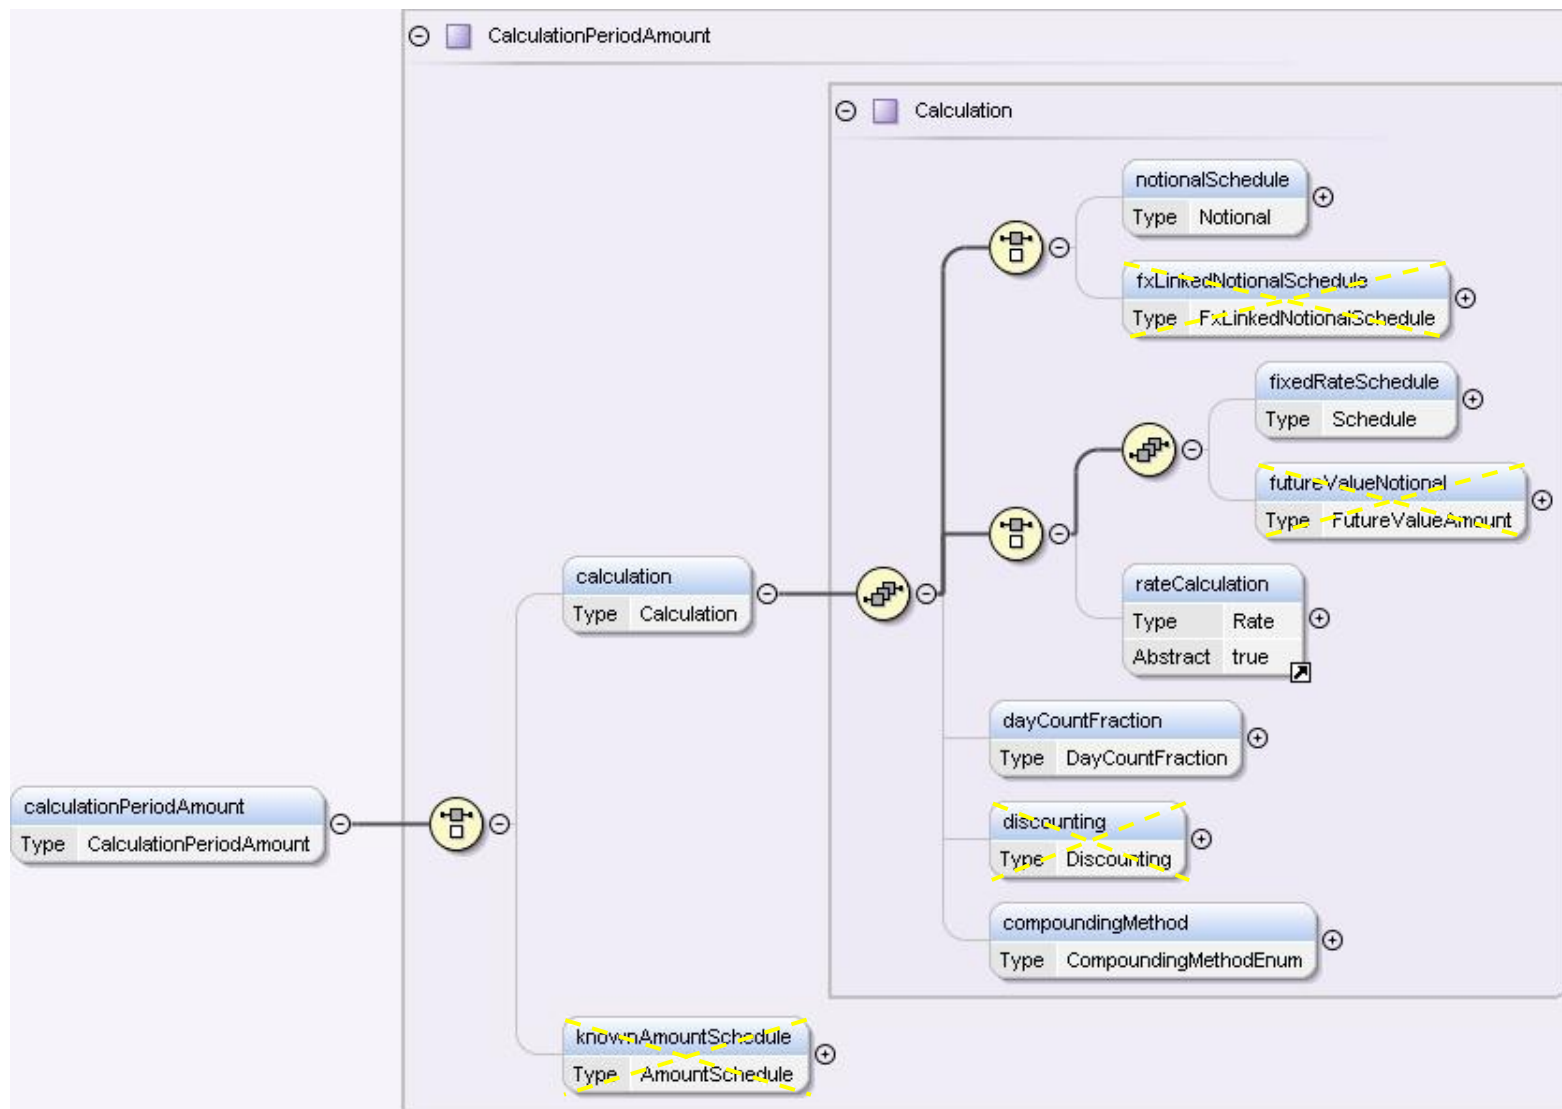 CalculationPeriodAmount
Calculation
notionalSchedule
Type Notional
fxLinkedNotionalSchedule
Type FxLinkedNotionalSchedule
fixedRateSchedule
Type Schedule
futureValueNotional
Type FutureValueAmount
rateCalculation
Type Rate
Abstract true
calculation
Type Calculation
dayCountFraction
Type DayCountFraction
calculationPeriodAmount
Type CalculationPeriodAmount
discounting
Type Discounting
compoundingMethod
Type CompoundingMethodEnum
knownAmountSchedule
Type AmountSchedule